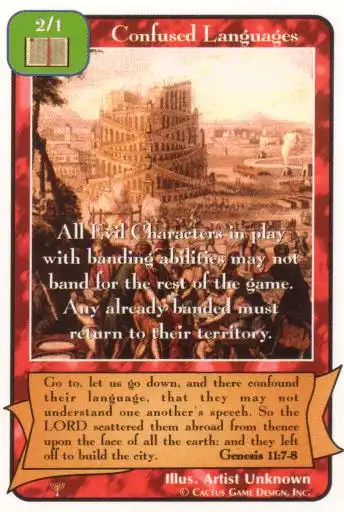 2/1
Confused Languages
All Evil Characters in play
with banding abilities may not
band for the rest of the game.
Any already banded must
return to their territory.
Go to, let us go down, and there confound
their language, that they may not
understand one another's speech. So the
LORD scattered them abroad from thence
upon the face of all the earth: and they left
off to build the city. Genesis 11:7-8
Illus. Artist Unknown
© Cactus Game Design, Inc.